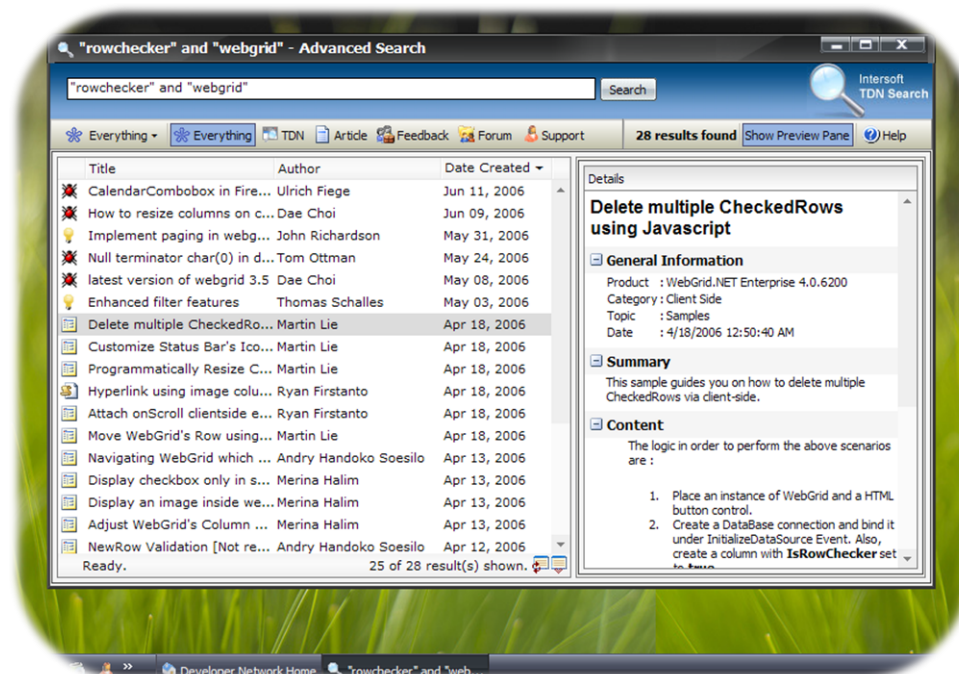 "rowchecker" and "webgrid" - Advanced Search
"rowchecker" and "webgrid"
Search
Intersoft
TDN Search
Everything
Everything TDN Article Feedback Forum Support
28 results found Show Preview Pane Help
Title Author Date Created
CalendarCombobox in Fire... Ulrich Fiege Jun 11, 2006
How to resize columns on c... Dae Choi Jun 09, 2006
Implement paging in webg... John Richardson May 31, 2006
Null terminator char(0) in d... Tom Ottman May 24, 2006
latest version of webgrid 3.5 Dae Choi May 08, 2006
Enhanced filter features Thomas Schalles May 03, 2006
Delete multiple CheckedRo... Martin Lie Apr 18, 2006
Customize Status Bar's Ico... Martin Lie Apr 18, 2006
Programmatically Resize C... Martin Lie Apr 18, 2006
Hyperlink using image colu... Ryan Firstanto Apr 18, 2006
Attach onScroll clientside e... Ryan Firstanto Apr 18, 2006
Move WebGrid's Row using... Martin Lie Apr 18, 2006
Navigating WebGrid which ... Andry Handoko Soesilo Apr 13, 2006
Display checkbox only in s... Merina Halim Apr 13, 2006
Display an image inside we... Merina Halim Apr 13, 2006
Adjust WebGrid's Column ... Merina Halim Apr 13, 2006
NewRow Validation [Not re... Andry Handoko Soesilo Apr 12, 2006
Ready. 25 of 28 result(s) shown.
Details
Delete multiple CheckedRows
using Javascript
General Information
Product : WebGrid.NET Enterprise 4.0.6200
Category : Client Side
Topic : Samples
Date : 4/18/2006 12:50:40 AM
Summary
This sample guides you on how to delete multiple
CheckedRows via client-side.
Content
The logic in order to perform the above scenarios
are :
1. Place an instance of WebGrid and a HTML
button control.
2. Create a DataBase connection and bind it
under InitializeDataSource Event. Also,
create a column with IsRowChecker set
to true
Developer Network Home "rowchecker" and "web...